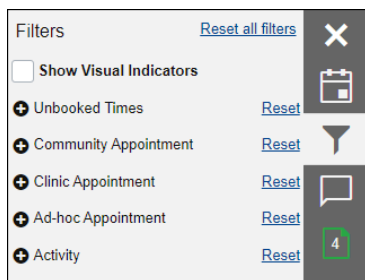 Filters Reset all filters
Show Visual Indicators
Unbooked Times Reset
Community Appointment Reset
Clinic Appointment Reset
Ad-hoc Appointment Reset
4
Activity Reset